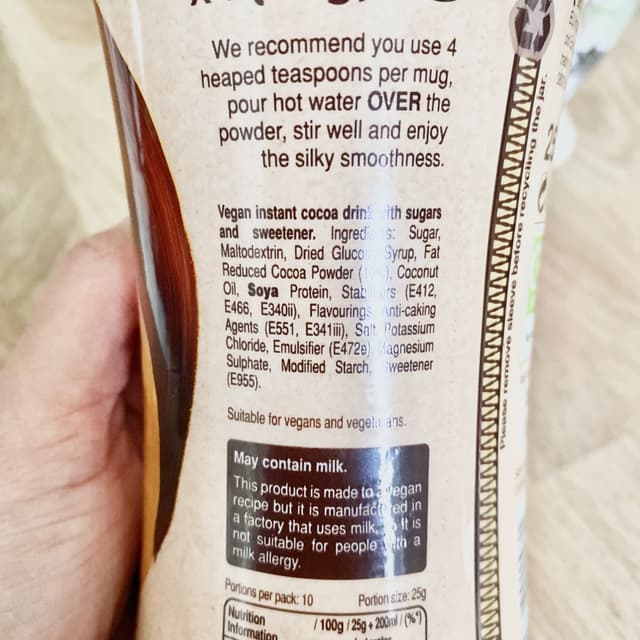 We recommend you use 4
heaped teaspoons per mug,
pour hot water OVER the
powder, stir well and enjoy
the silky smoothness.
Vegan instant cocoa drink with sugars
and sweetener. Ingredients: Sugar,
Maltodextrin, Dried Glucose Syrup, Fat
Reduced Cocoa Powder ( Coconut
Oil, Soya Protein, Stabilisers (E412,
E466, E340ii), Flavourings, Anti-caking
Agents (E551, E341iii), Salt, Potassium
Chloride, Emulsifier (E472e), Magnesium
Sulphate, Modified Starch, Sweetener
(E955).
Suitable for vegans and vegetarians.
May contain milk.
This product is made to a vegan
recipe but it is manufactured in
a factory that uses milk, so it is
not suitable for people with a
milk allergy.
Portions per pack: 10 Portion size: 25g
Nutrition / 100g / 25g + 200ml / (%*)
Information
Please remove sleeve before recycling the jar.